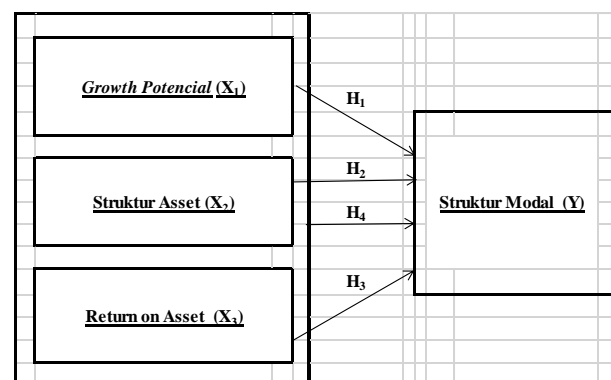 Growth Potencial (X₁)
H₁
H₂
Struktur Asset (X₂)
Struktur Modal (Y)
H₄
H₃
Return on Asset (X₃)